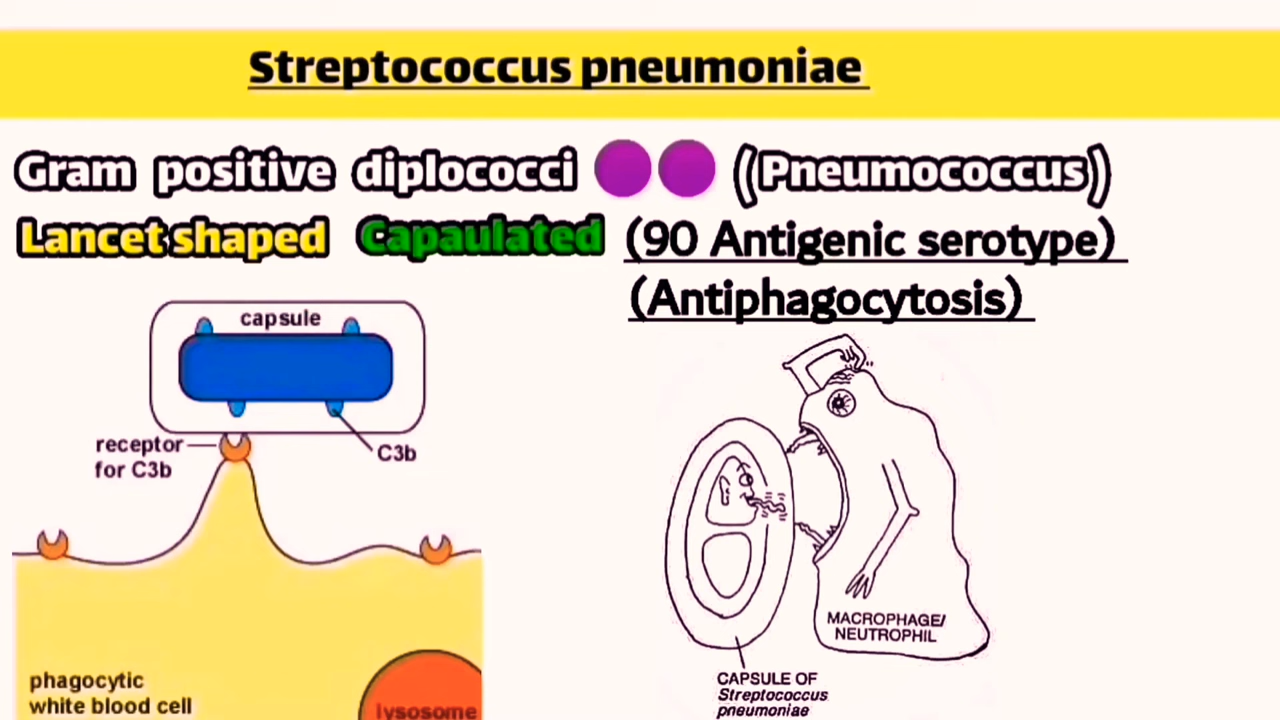 Streptococcus pneumoniae
Gram positive diplococci (Pneumococcus)
Lancet shaped Capaulated (90 Antigenic serotype)
(Antiphagocytosis)
capsule
receptor
for C3b
C3b
phagocytic
white blood cell
lysosome
MACROPHAGE/
NEUTROPHIL
CAPSULE OF
Streptococcus
pneumoniae